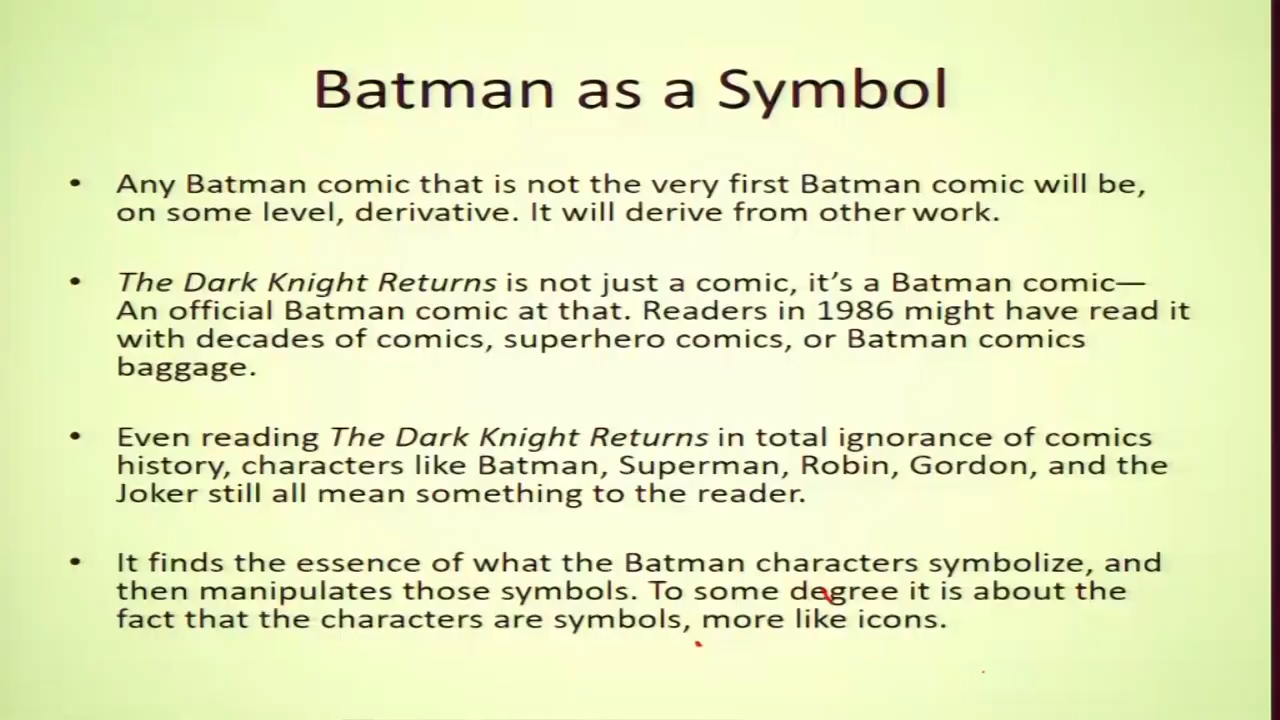 Batman as a Symbol
• Any Batman comic that is not the very first Batman comic will be,
on some level, derivative. It will derive from other work.
• The Dark Knight Returns is not just a comic, it’s a Batman comic—
An official Batman comic at that. Readers in 1986 might have read it
with decades of comics, superhero comics, or Batman comics
baggage.
• Even reading The Dark Knight Returns in total ignorance of comics
history, characters like Batman, Superman, Robin, Gordon, and the
Joker still all mean something to the reader.
• It finds the essence of what the Batman characters symbolize, and
then manipulates those symbols. To some degree it is about the
fact that the characters are symbols, more like icons.